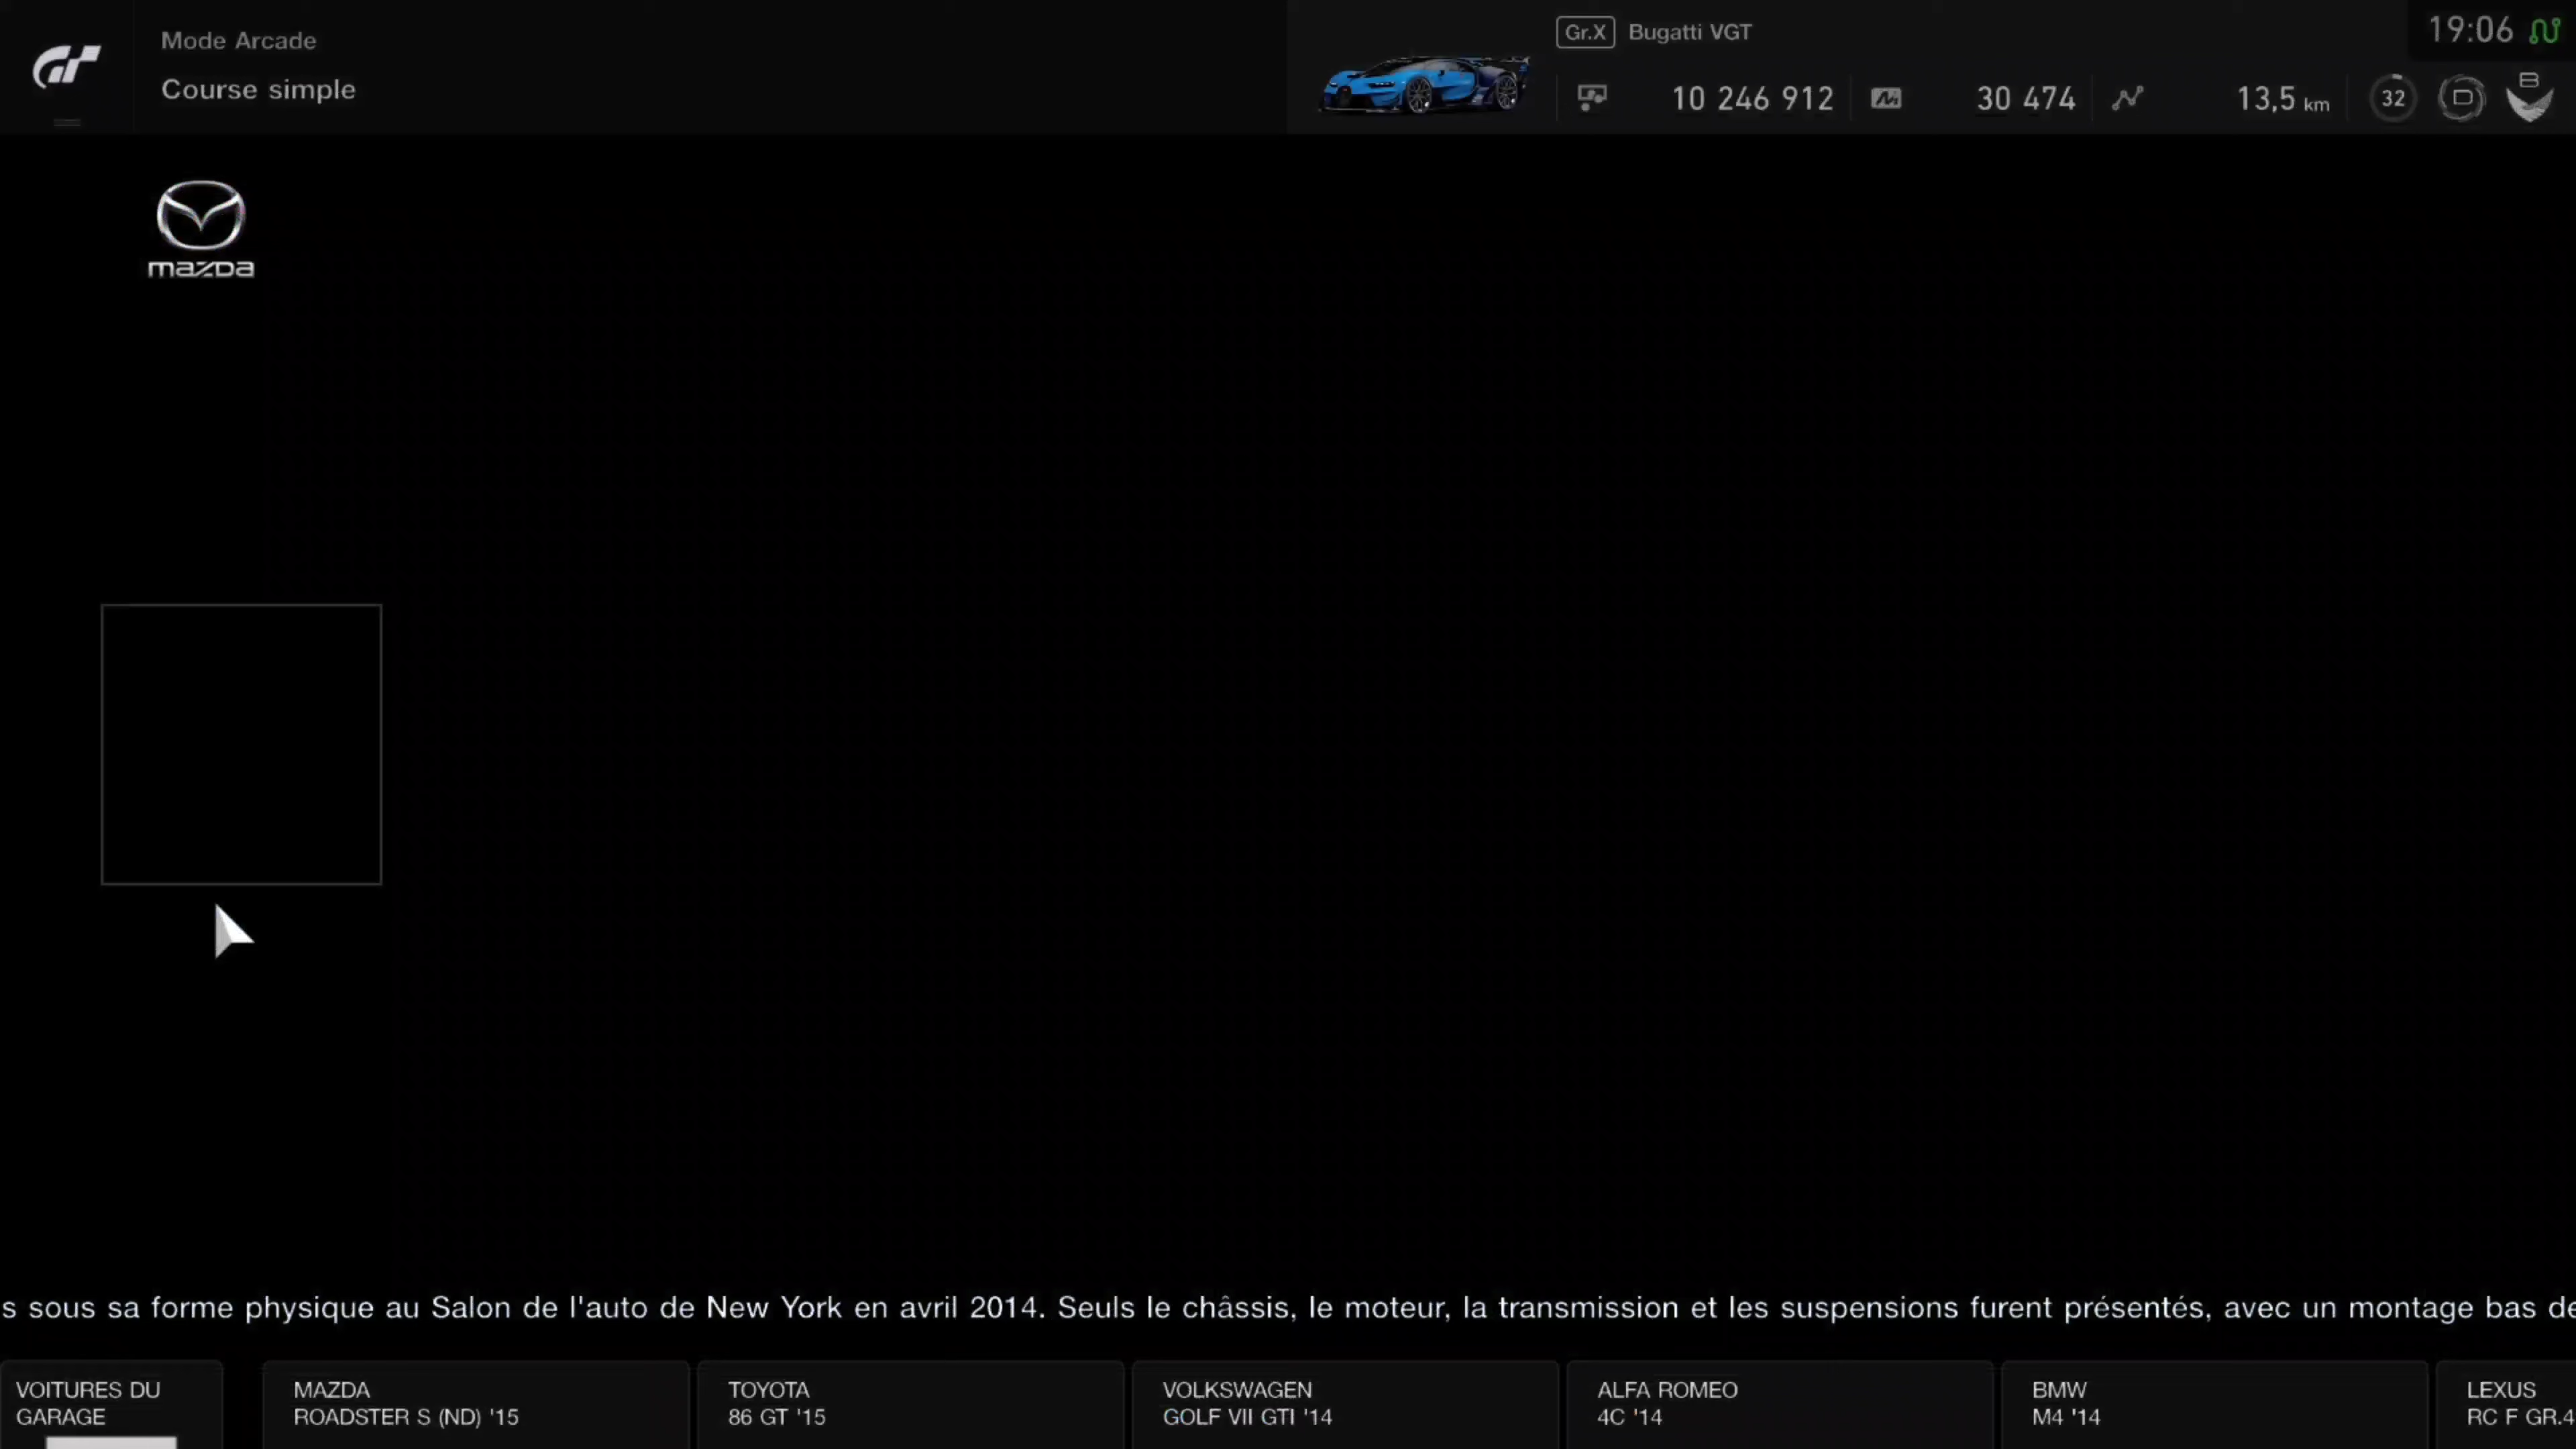 Mode Arcade
Course simple
Gr.X Bugatti VGT
19:06
10 246 912
30 474
13,5 km
32
D
B
mazda
s sous sa forme physique au Salon de l'auto de New York en avril 2014. Seuls le châssis, le moteur, la transmission et les suspensions furent présentés, avec un montage bas de
VOITURES DU
GARAGE
MAZDA
ROADSTER S (ND) '15
TOYOTA
86 GT '15
VOLKSWAGEN
GOLF VII GTI '14
ALFA ROMEO
4C '14
BMW
M4 '14
LEXUS
RC F GR.4